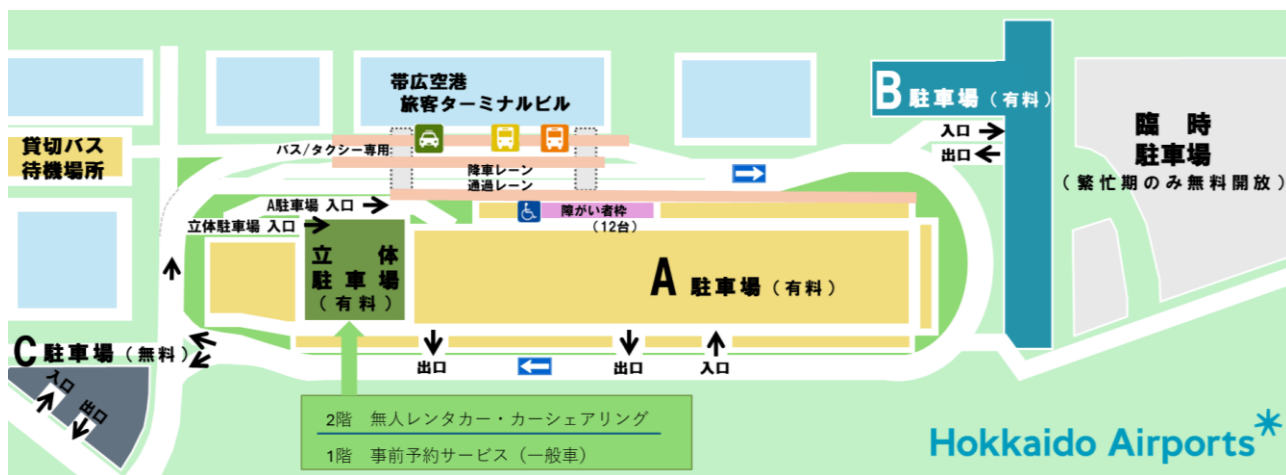 帯広空港
旅客ターミナルビル
B 駐車場（有料）
貸切バス
待機場所
バス/タクシー専用
入口
出口
臨時
駐車場
（繁忙期のみ無料開放）
降車レーン
通過レーン
A駐車場 入口
障がい者枠
（12台）
立体駐車場 入口
立体
駐車場
（有料）
A 駐車場（有料）
C 駐車場（無料）
入口
出口
出口
出口
入口
2階 無人レンタカー・カーシェアリング
1階 事前予約サービス（一般車）
Hokkaido Airports